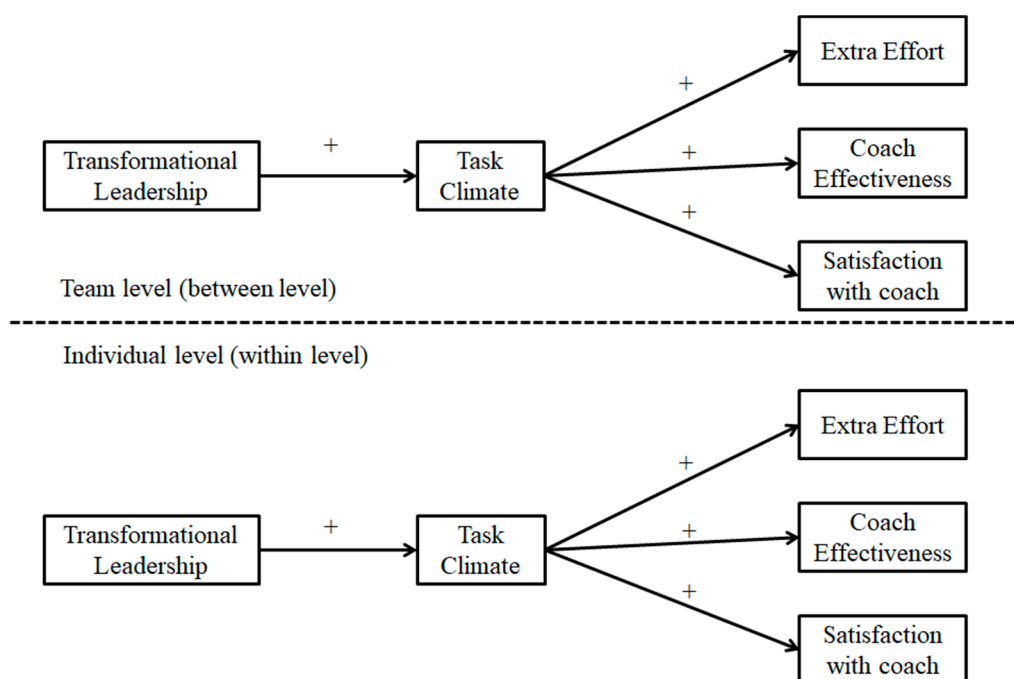 Extra Effort
+
+
Transformational
Leadership
Task
Climate
+
Coach
Effectiveness
+
Satisfaction
with coach
Team level (between level)
Individual level (within level)
Extra Effort
+
+
Transformational
Leadership
Task
Climate
+
Coach
Effectiveness
+
Satisfaction
with coach